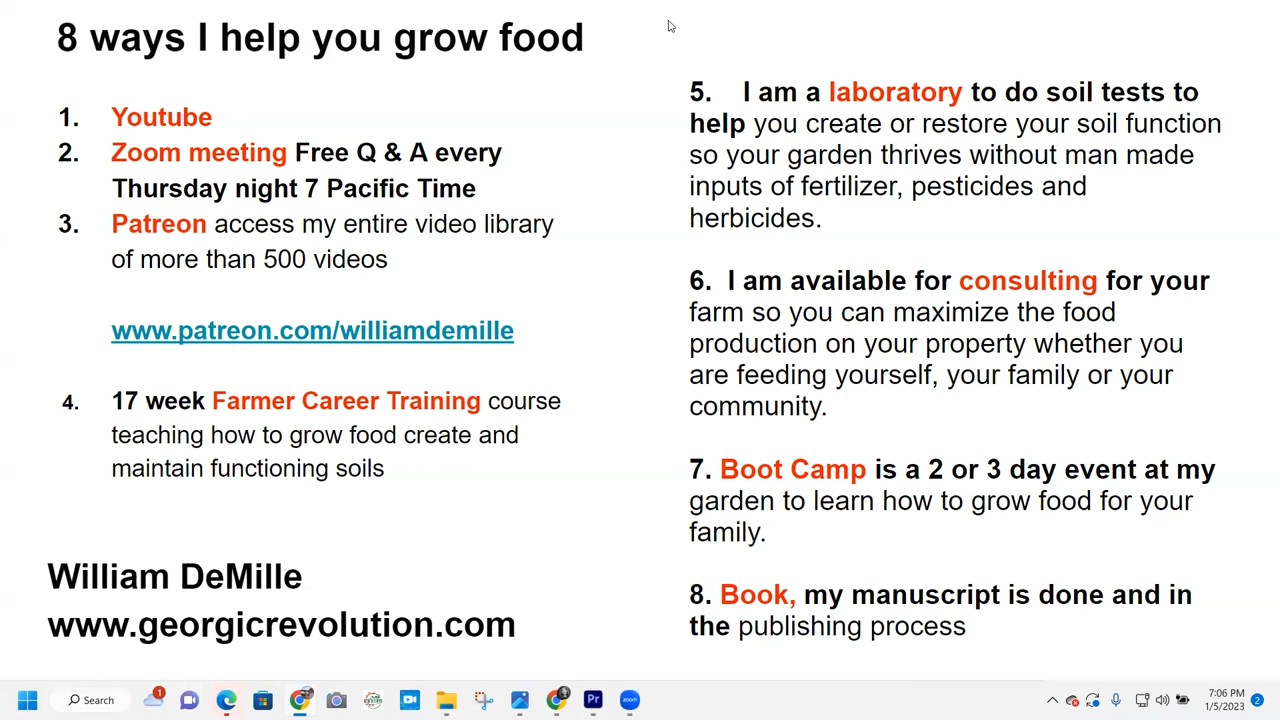 8 ways I help you grow food
1. Youtube
2. Zoom meeting Free Q & A every
Thursday night 7 Pacific Time
3. Patreon access my entire video library
of more than 500 videos
www.patreon.com/williamdemille
4. 17 week Farmer Career Training course
teaching how to grow food create and
maintain functioning soils
William DeMille
www.georgicrevolution.com
5. I am a laboratory to do soil tests to
help you create or restore your soil function
so your garden thrives without man made
inputs of fertilizer, pesticides and
herbicides.
6. I am available for consulting for your
farm so you can maximize the food
production on your property whether you
are feeding yourself, your family or your
community.
7. Boot Camp is a 2 or 3 day event at my
garden to learn how to grow food for your
family.
8. Book, my manuscript is done and in
the publishing process
Search
1
Pr
zoom
7:06 PM
1/5/2023
2